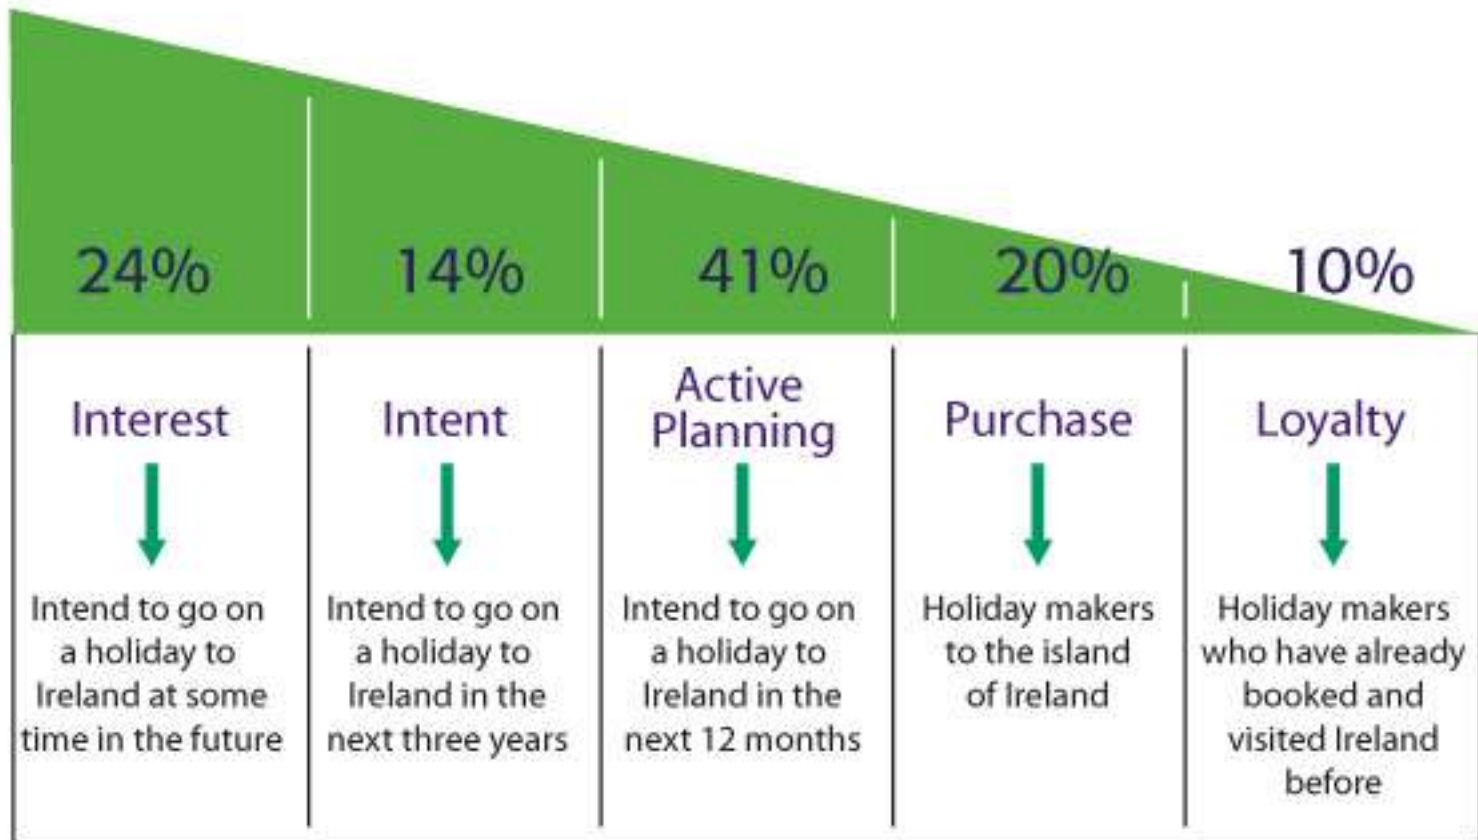 24%
14%
41%
20%
10%
Interest
Intent
Active
Planning
Purchase
Loyalty
Intend to go on
a holiday to
Ireland at some
time in the future
Intend to go on
a holiday to
Ireland in the
next three years
Intend to go on
a holiday to
Ireland in the
next 12 months
Holiday makers
to the island
of Ireland
Holiday makers
who have already
booked and
visited Ireland
before